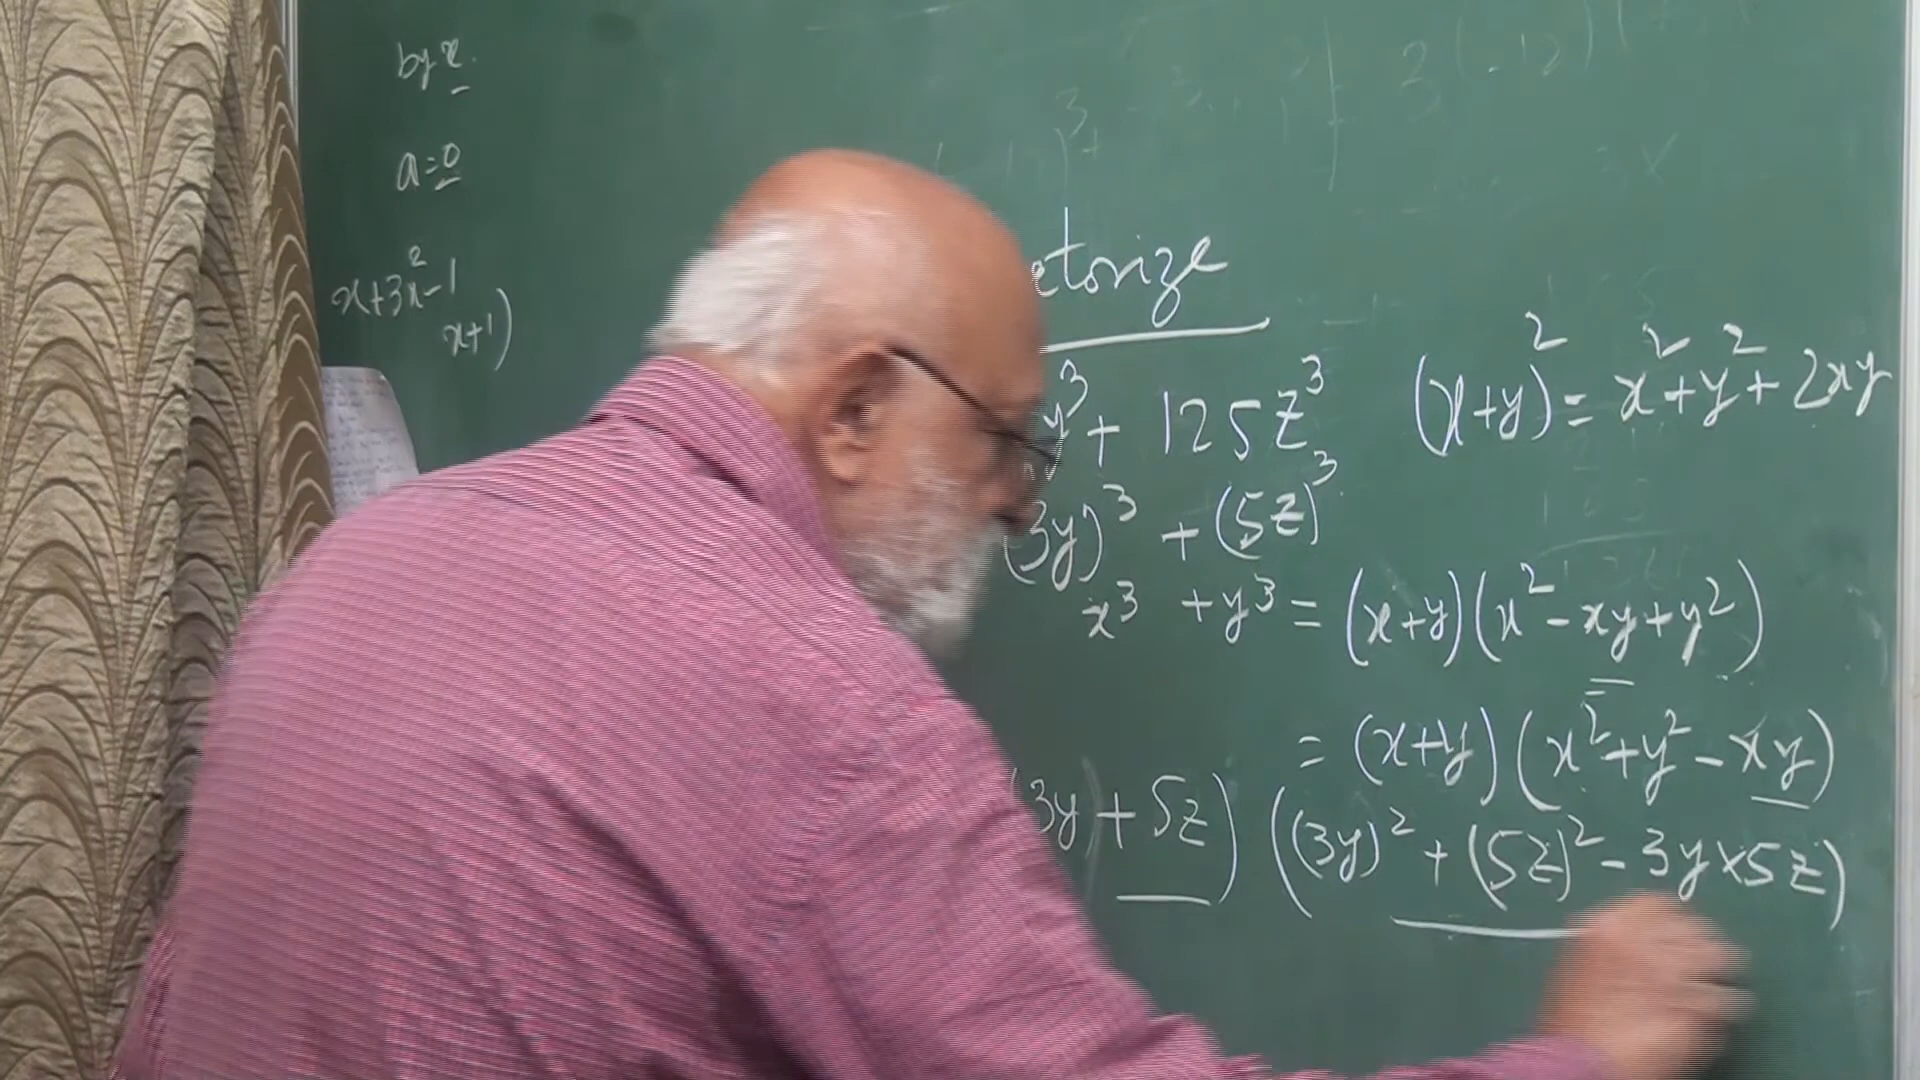 by x.
a=0
x+3x²-1
x+1)
ctorize
y³+ 125z³
(x+y)² = x²+y²+2xy
(3y)³ +(5z)³
x³ +y³ = (x+y)(x²-xy+y²)
= (x+y)(x²+y²-xy)
3y)+5z) ((3y)²+(5z)²-3y×5z)